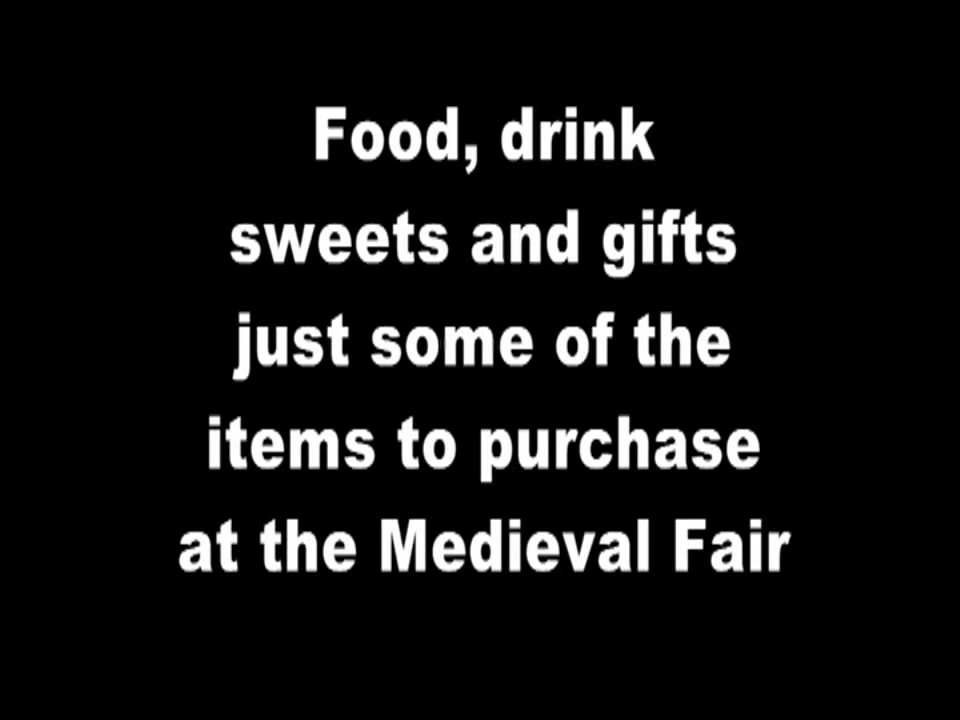 Food, drink
sweets and gifts
just some of the
items to purchase
at the Medieval Fair